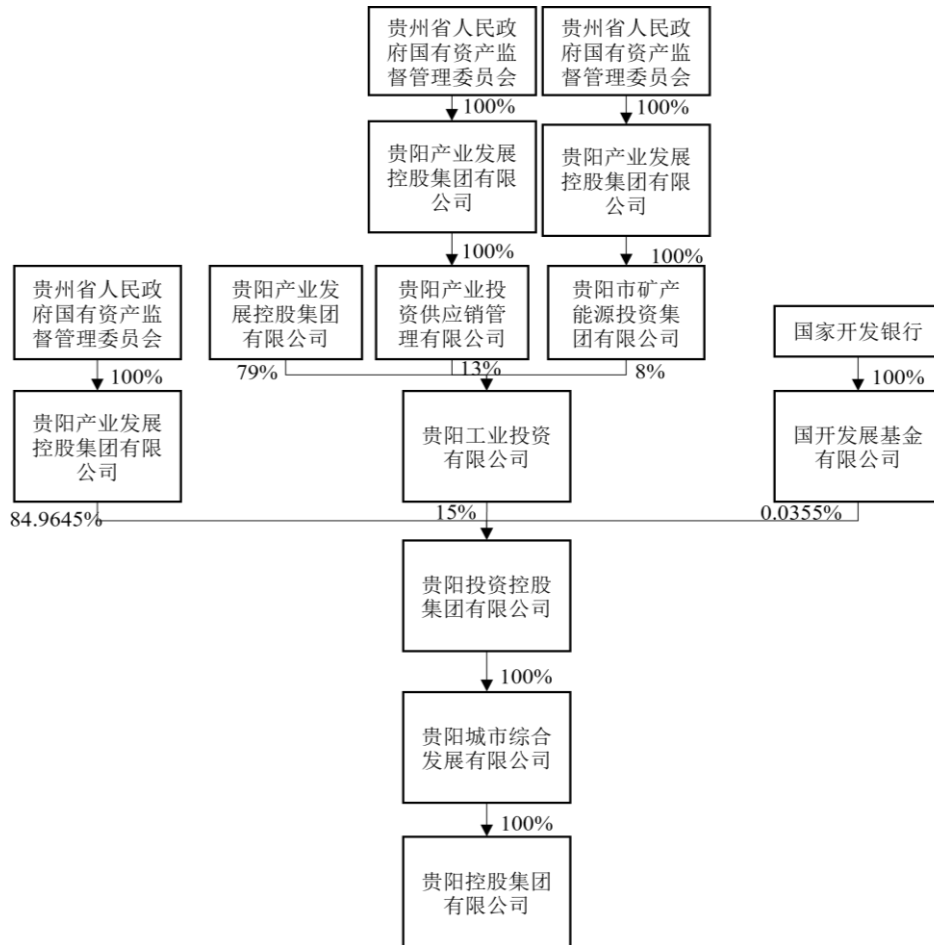 贵州省人民政
府国有资产监
督管理委员会
贵州省人民政
府国有资产监
督管理委员会
100%
100%
贵阳产业发展
控股集团有限
公司
贵阳产业发展
控股集团有限
公司
100%
100%
贵州省人民政
府国有资产监
督管理委员会
贵阳产业发
展控股集团
有限公司
贵阳产业投
资供应销管
理有限公司
贵阳市矿产
能源投资集
团有限公司
国家开发银行
100%
79%
13%
8%
100%
贵阳产业发展
控股集团有限
公司
贵阳工业投资
有限公司
国开发展基金
有限公司
84.9645%
15%
0.0355%
贵阳投资控股
集团有限公司
100%
贵阳城市综合
发展有限公司
100%
贵阳控股集团
有限公司